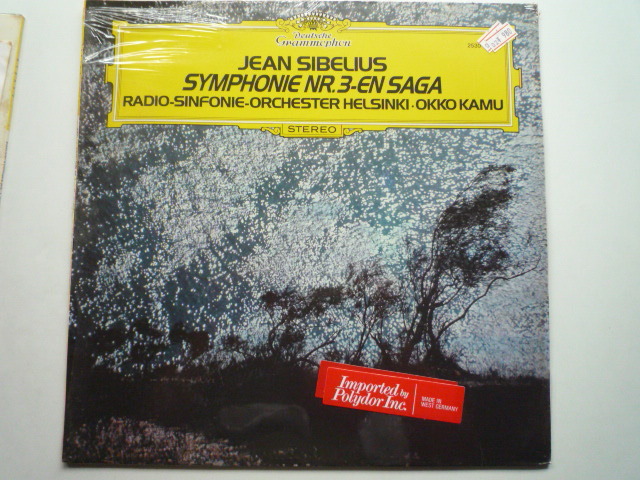 Deutsche
Grammophon
JEAN SIBELIUS
SYMPHONIE NR.3-EN SAGA
RADIO-SINFONIE-ORCHESTER HELSINKI·OKKO KAMU
STEREO
Imported by
Polydor Inc.
MADE IN
WEST GERMANY